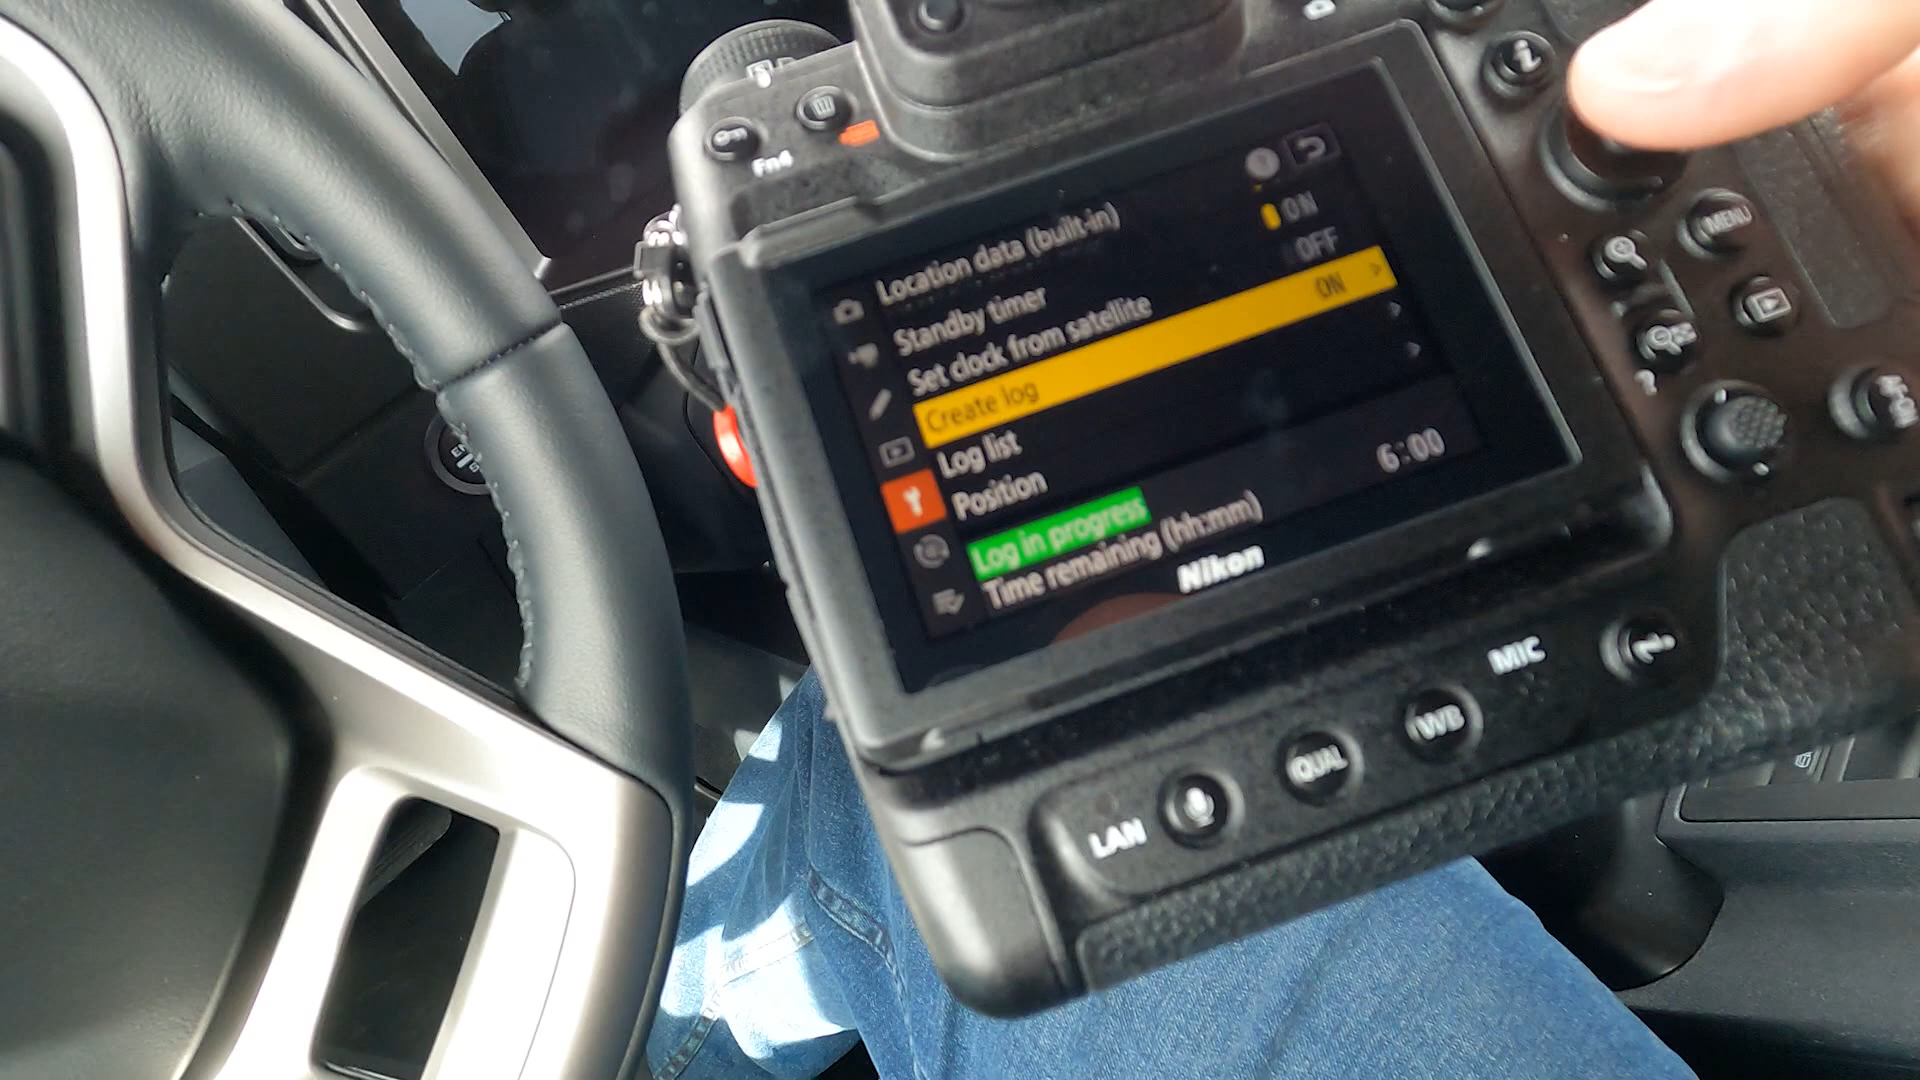 Fn4
i
MENU
?
Location data (built-in)
ON
Standby timer
OFF
Set clock from satellite
Create log ON >
Log list >
Position >
Log in progress
Time remaining (hh:mm) 6:00
Nikon
LAN
QUAL
WB
MIC